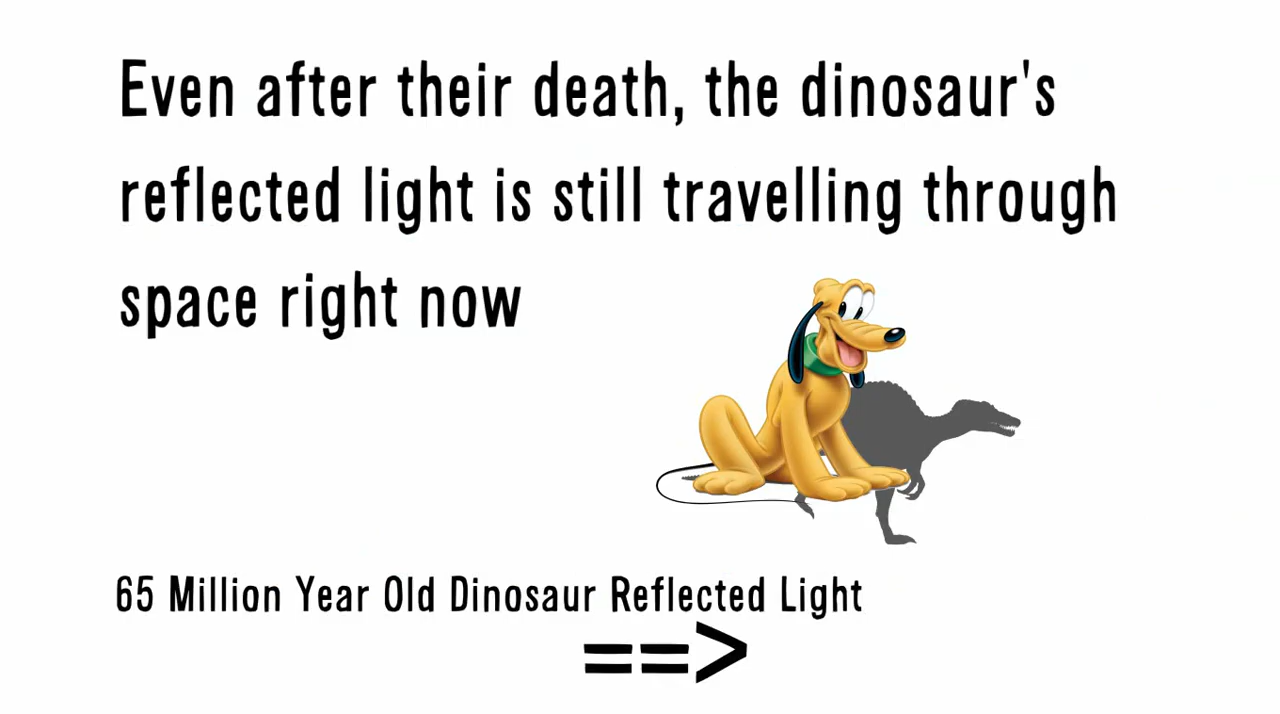 Even after their death, the dinosaur's
reflected light is still travelling through
space right now
65 Million Year Old Dinosaur Reflected Light
==>